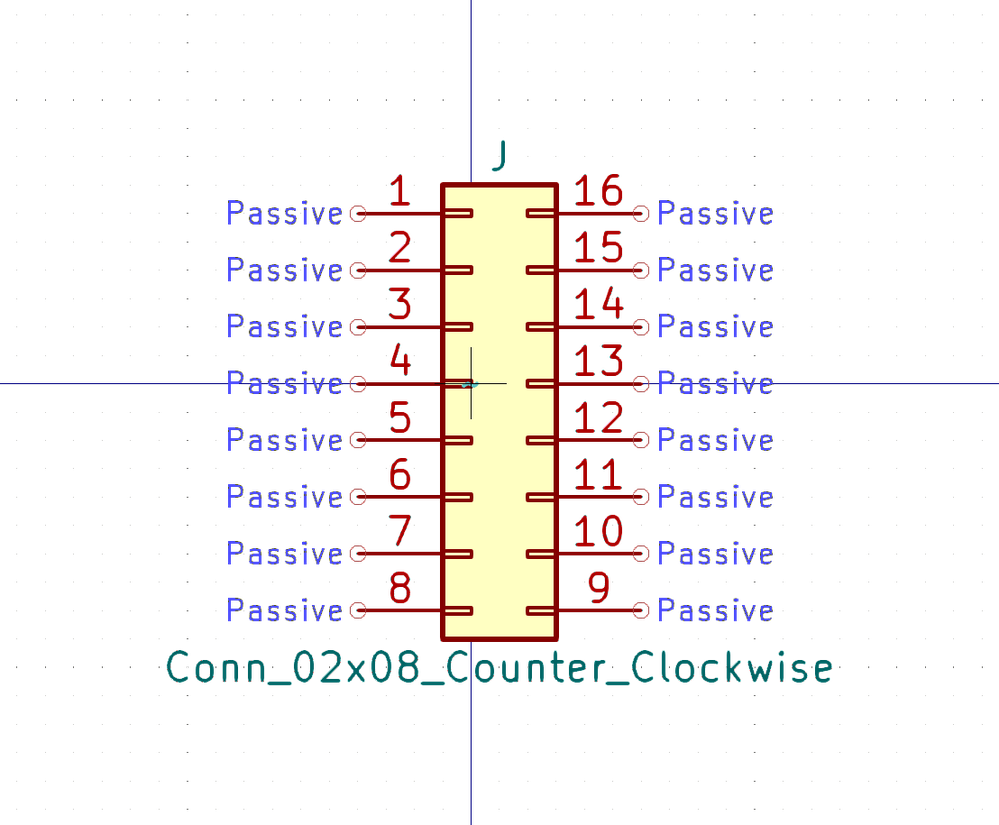 J
Passive 1 16 Passive
Passive 2 15 Passive
Passive 3 14 Passive
Passive 4 13 Passive
Passive 5 12 Passive
Passive 6 11 Passive
Passive 7 10 Passive
Passive 8 9 Passive
Conn_02x08_Counter_Clockwise